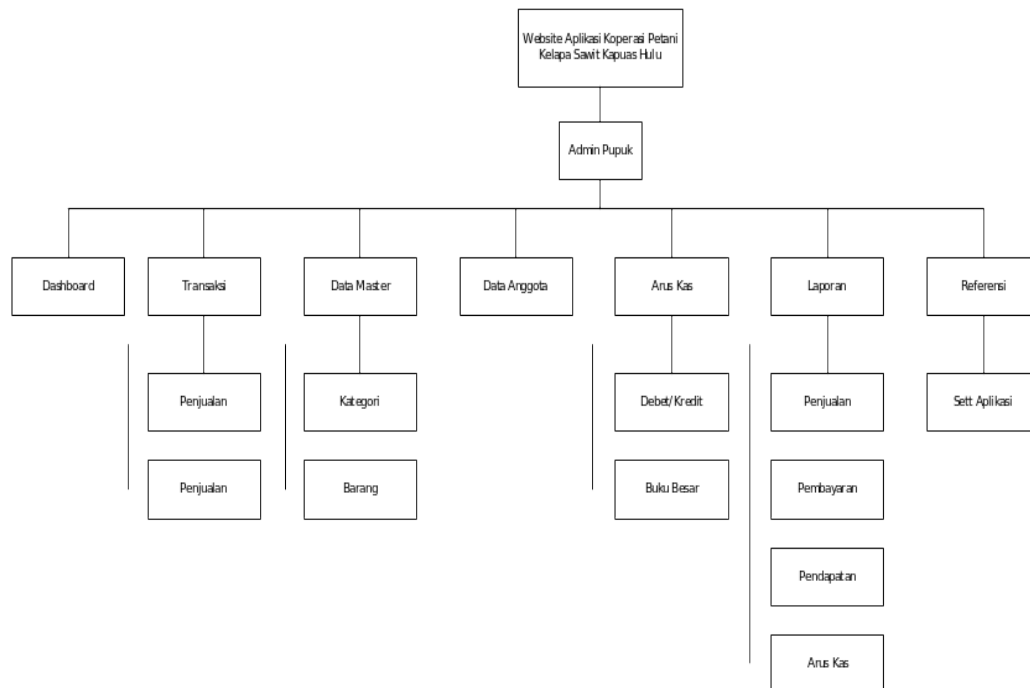 Website Aplikasi Koperasi Petani
Kelapa Sawit Kapuas Hulu
Admin Pupuk
Dashboard
Transaksi
Data Master
Data Anggota
Arus Kas
Laporan
Referensi
Penjualan
Kategori
Debet/Kredit
Penjualan
Sett Aplikasi
Penjualan
Barang
Buku Besar
Pembayaran
Pendapatan
Arus Kas